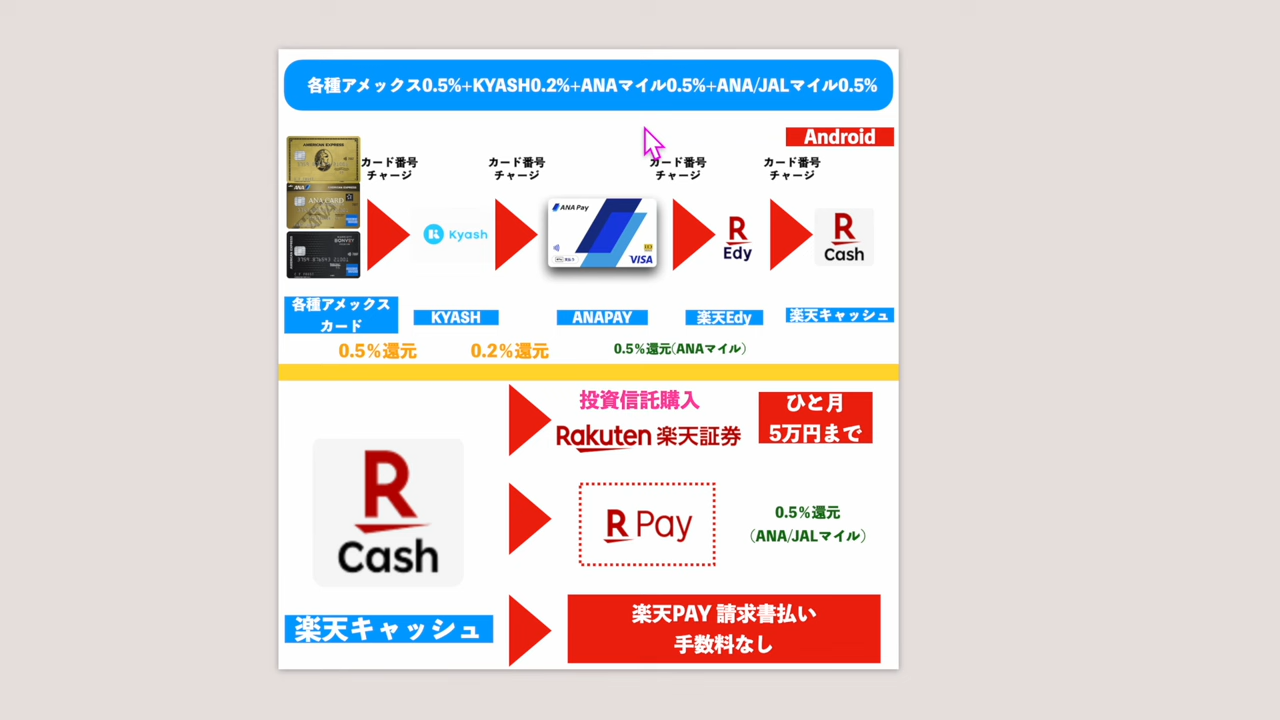 各種アメックス0.5%+KYASH0.2%+ANAマイル0.5%+ANA/JALマイル0.5%
Android
カード番号
チャージ
カード番号
チャージ
カード番号
チャージ
カード番号
チャージ
AMERICAN EXPRESS
ANA CARD
Kyash
ANA Pay
VISA
R
Edy
R
Cash
各種アメックス
カード
KYASH
ANAPAY
楽天Edy
楽天キャッシュ
0.5%還元
0.2%還元
0.5%還元(ANAマイル)
投資信託購入
Rakuten 楽天証券
ひと月
5万円まで
R
Cash
R Pay
0.5%還元
(ANA/JALマイル)
楽天キャッシュ
楽天PAY 請求書払い
手数料なし